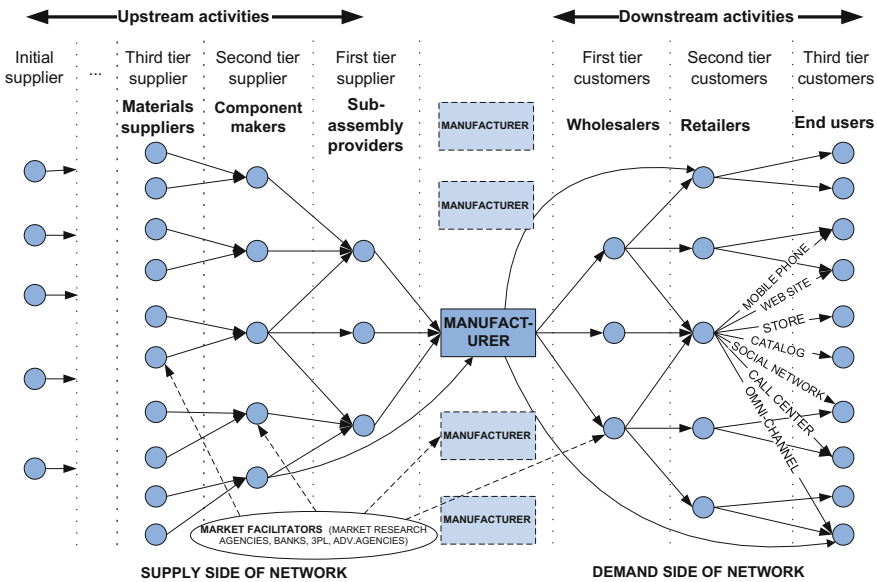 Upstream activities
Downstream activities
Initial
supplier
...
Third tier
supplier
Second tier
supplier
First tier
supplier
First tier
customers
Second tier
customers
Third tier
customers
Materials
suppliers
Component
makers
Sub-
assembly
providers
MANUFACTURER
Wholesalers
Retailers
End users
MANUFACTURER
MANUFACT-
URER
MOBILE PHONE
WEB SITE
STORE
CATALOG
SOCIAL NETWORK
CALL CENTER
OMNI-CHANNEL
MANUFACTURER
MANUFACTURER
MARKET FACILITATORS (MARKET RESEARCH
AGENCIES, BANKS, 3PL, ADV.AGENCIES)
SUPPLY SIDE OF NETWORK
DEMAND SIDE OF NETWORK